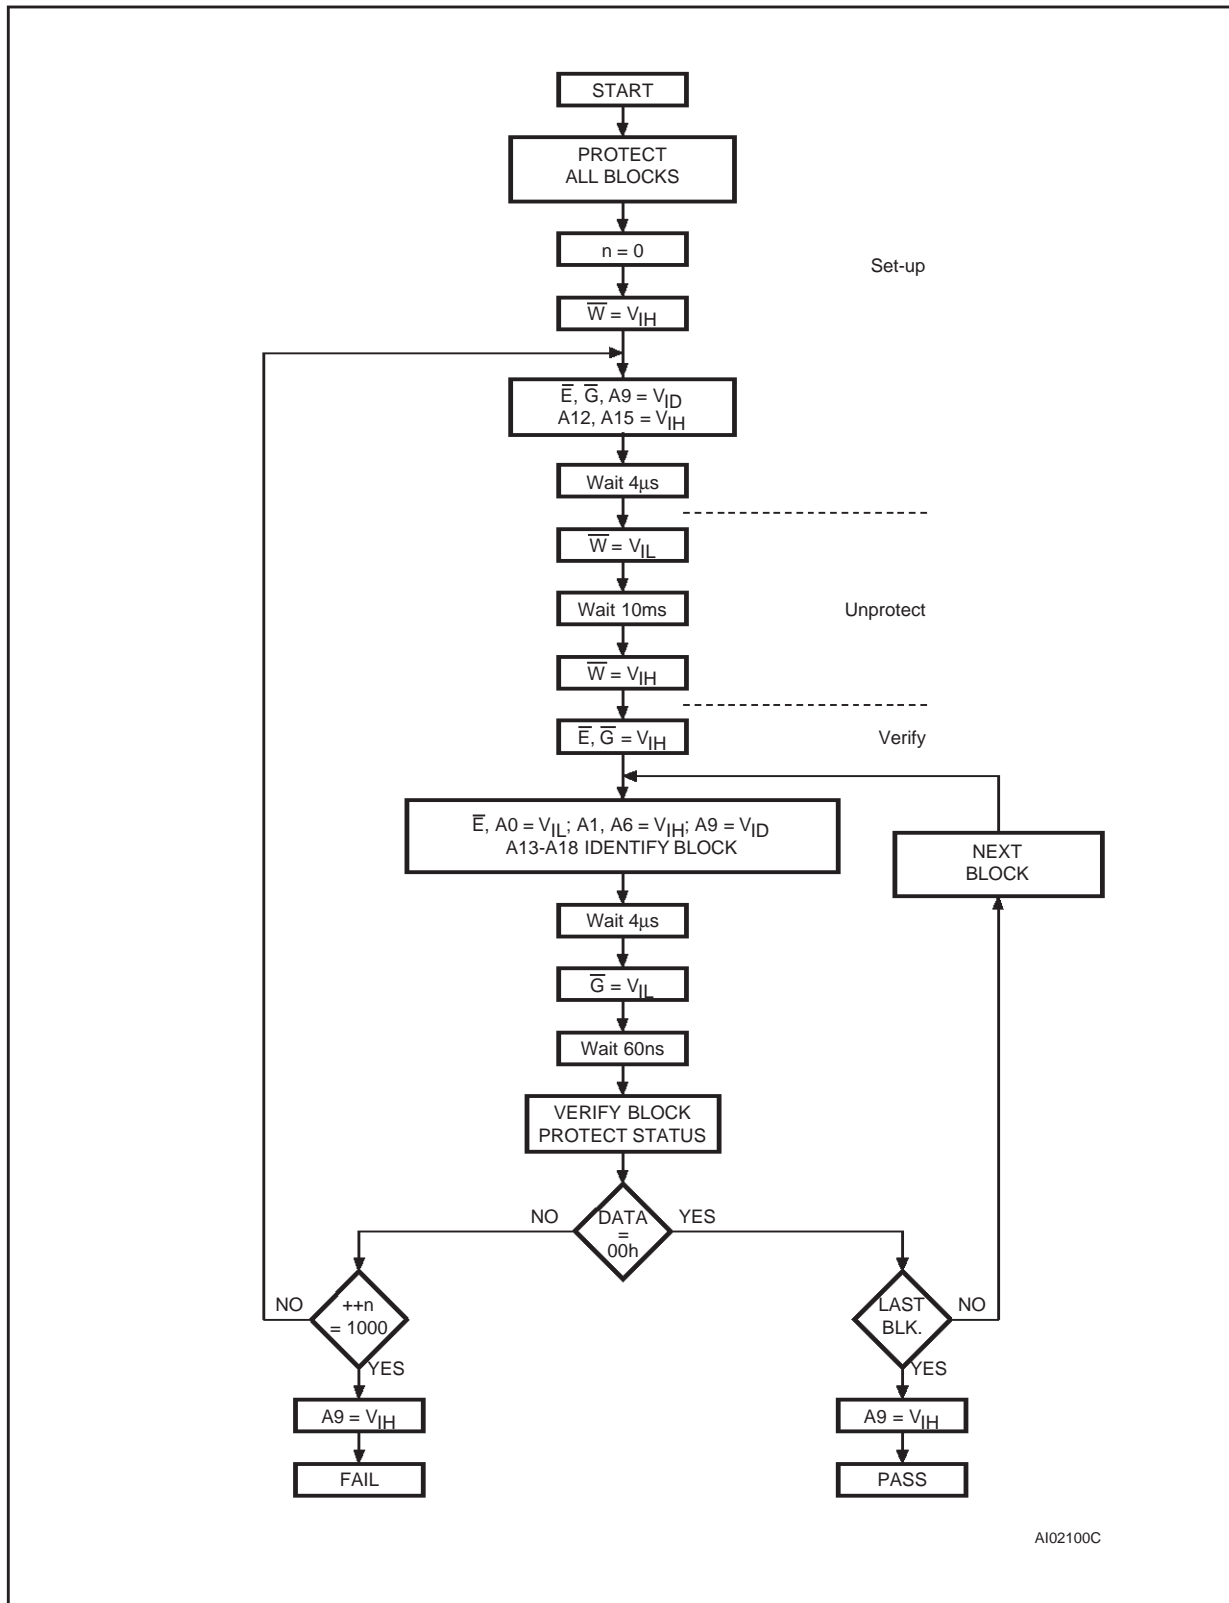 START
PROTECT
ALL BLOCKS
n = 0
Set-up
W̅ = VIH
E̅, G̅, A9 = VID
A12, A15 = VIH
Wait 4µs
W̅ = VIL
Wait 10ms
Unprotect
W̅ = VIH
E̅, G̅ = VIH
Verify
E̅, A0 = VIL; A1, A6 = VIH; A9 = VID
A13-A18 IDENTIFY BLOCK
NEXT
BLOCK
Wait 4µs
G̅ = VIL
Wait 60ns
VERIFY BLOCK
PROTECT STATUS
NO
DATA
=
00h
YES
NO
++n
= 1000
YES
LAST
BLK.
NO
YES
A9 = VIH
A9 = VIH
FAIL
PASS
AI02100C